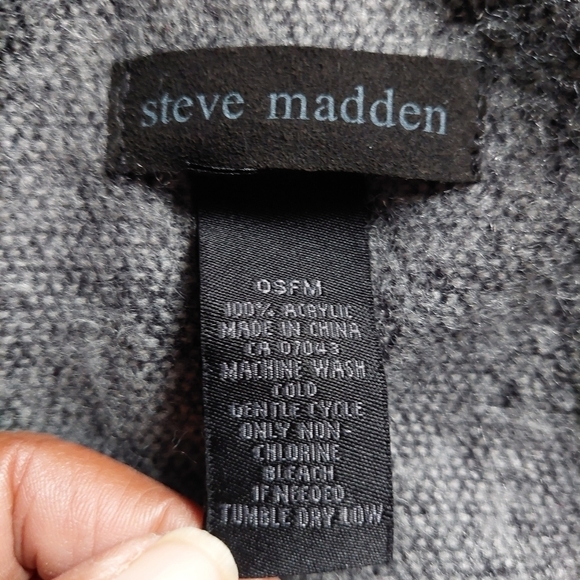 steve madden
OSFM
100% ACRYLIC
MADE IN CHINA
CA 07043
MACHINE WASH
COLD
GENTLE CYCLE
ONLY NON-
CHLORINE
BLEACH
IF NEEDED
TUMBLE DRY LOW